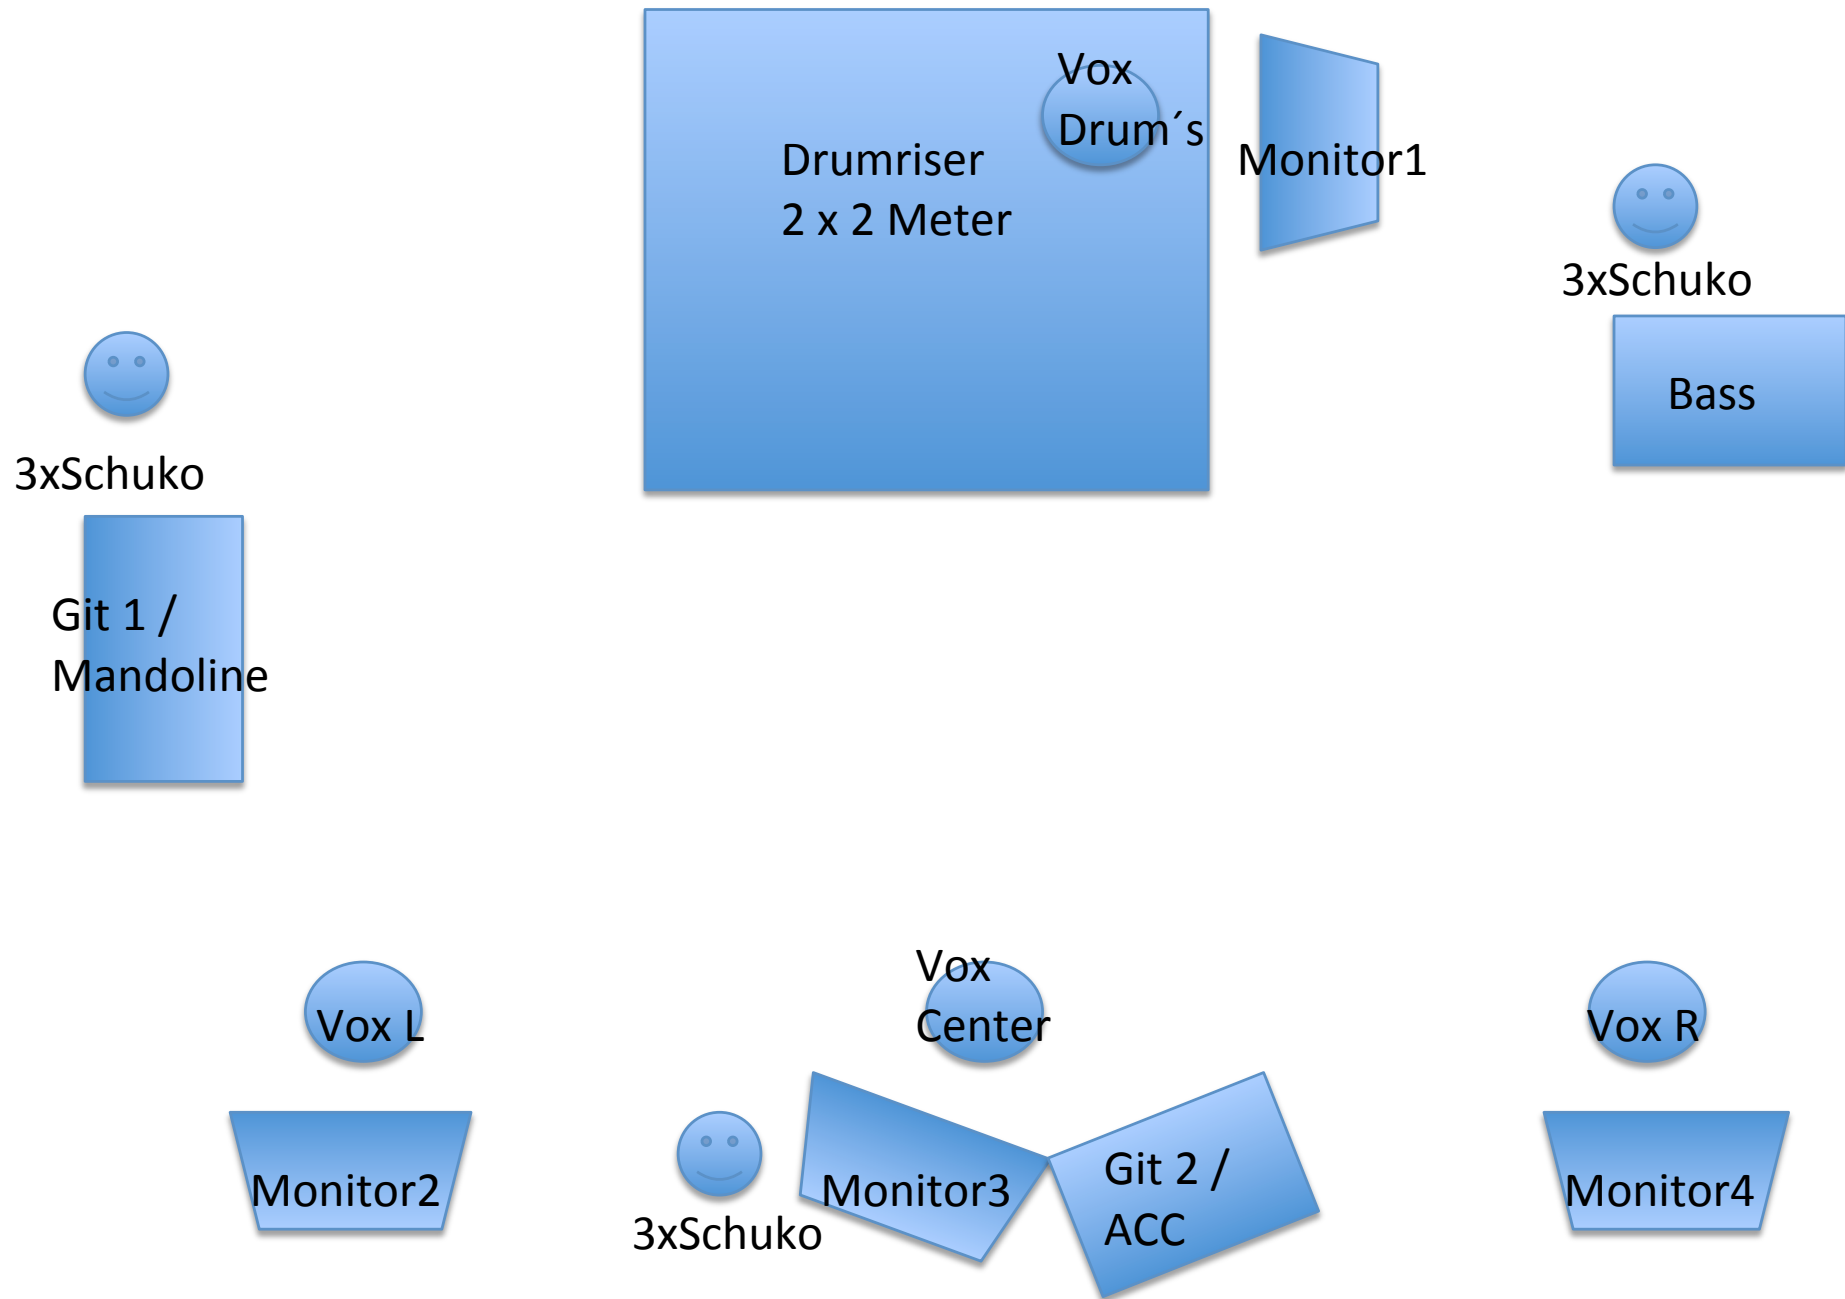 Vox
Drum´s
Drumriser
2 x 2 Meter
Monitor1
3xSchuko
Bass
3xSchuko
Git 1 /
Mandoline
Vox L
Vox
Center
Vox R
Monitor2
3xSchuko
Monitor3
Git 2 /
ACC
Monitor4